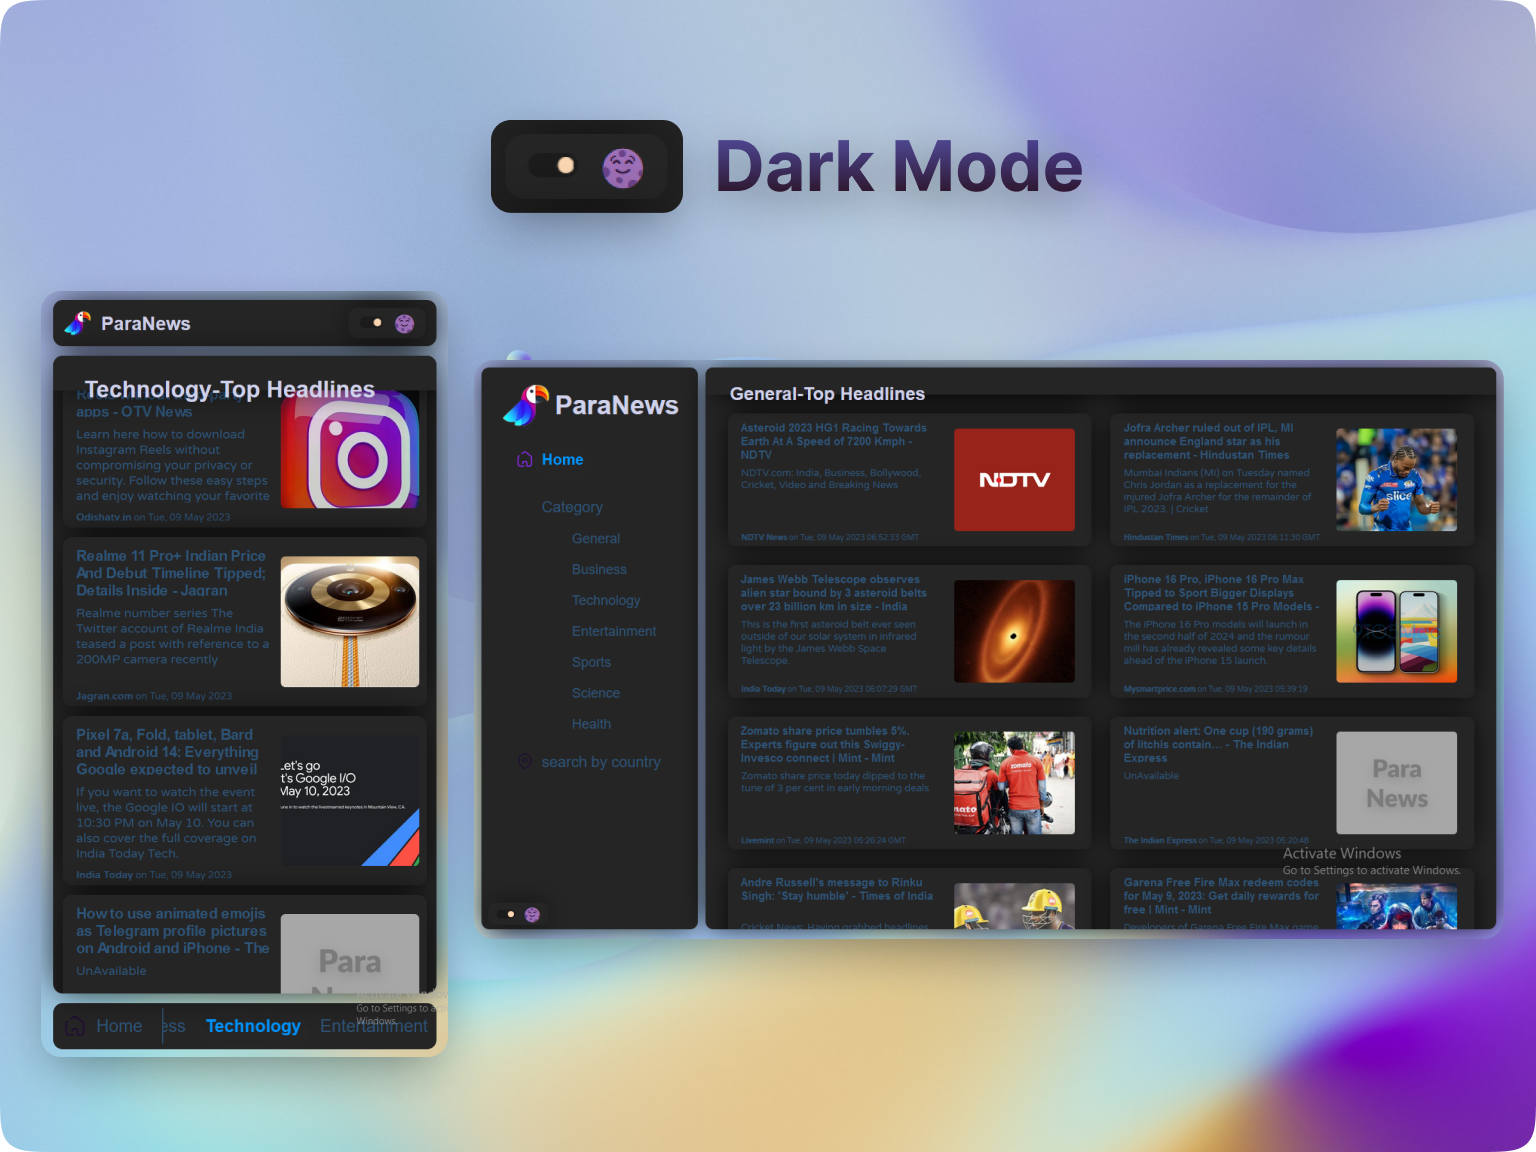 Dark Mode
ParaNews
Technology-Top Headlines
apps - OTV News
Learn here how to download
Instagram Reels without
compromising your privacy or
security. Follow these easy steps
and enjoy watching your favorite
Odishatv.in on Tue, 09 May 2023
Realme 11 Pro+ Indian Price
And Debut Timeline Tipped;
Details Inside - Jagran
Realme number series The
Twitter account of Realme India
teased a post with reference to a
200MP camera recently
Jagran.com on Tue, 09 May 2023
Pixel 7a, Fold, tablet, Bard
and Android 14: Everything
Google expected to unveil
If you want to watch the event
live, the Google IO will start at
10:30 PM on May 10. You can
also cover the full coverage on
India Today Tech.
India Today on Tue, 09 May 2023
Let's go
t's Google I/O
May 10, 2023
une in to watch the livestreamed keynotes in Mountain View, CA.
How to use animated emojis
as Telegram profile pictures
on Android and iPhone - The
UnAvailable
Para
Go to Settings to
Windows.
Home ess Technology Entertainment
ParaNews
Home
Category
General
Business
Technology
Entertainment
Sports
Science
Health
search by country
General-Top Headlines
Asteroid 2023 HG1 Racing Towards
Earth At A Speed of 7200 Kmph -
NDTV
NDTV.com: India, Business, Bollywood,
Cricket, Video and Breaking News
NDTV News on Tue, 09 May 2023 06:52:33 GMT
NDTV
Jofra Archer ruled out of IPL, MI
announce England star as his
replacement - Hindustan Times
Mumbai Indians (MI) on Tuesday named
Chris Jordan as a replacement for the
injured Jofra Archer for the remainder of
IPL 2023. | Cricket
Hindustan Times on Tue, 09 May 2023 06:11:30 GMT
slice
James Webb Telescope observes
alien star bound by 3 asteroid belts
over 23 billion km in size - India
This is the first asteroid belt ever seen
outside of our solar system in infrared
light by the James Webb Space
Telescope.
India Today on Tue, 09 May 2023 06:07:29 GMT
iPhone 16 Pro, iPhone 16 Pro Max
Tipped to Sport Bigger Displays
Compared to iPhone 15 Pro Models -
The iPhone 16 Pro models will launch in
the second half of 2024 and the rumour
mill has already revealed some key details
ahead of the iPhone 15 launch.
Mysmartprice.com on Tue, 09 May 2023 05:39:19
Zomato share price tumbles 5%.
Experts figure out this Swiggy-
Invesco connect | Mint - Mint
Zomato share price today dipped to the
tune of 3 per cent in early morning deals
Livemint on Tue, 09 May 2023 05:26:24 GMT
zomato
mato
Nutrition alert: One cup (190 grams)
of litchis contain... - The Indian
Express
UnAvailable
The Indian Express on Tue, 09 May 2023 05:20:48
Para
News
Activate Windows
Go to Settings to activate Windows.
Andre Russell's message to Rinku
Singh: 'Stay humble' - Times of India
Cricket News: Having grabbed headlines
Garena Free Fire Max redeem codes
for May 9, 2023: Get daily rewards for
free | Mint - Mint
Developers of Garena Free Fire Max game